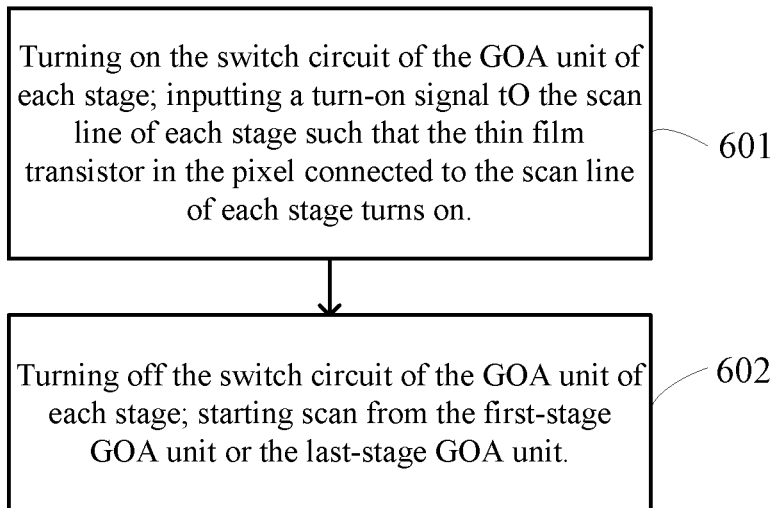 Turning on the switch circuit of the GOA unit of
each stage; inputting a turn-on signal tO the scan
line of each stage such that the thin film
transistor in the pixel connected to the scan line
of each stage turns on.
601
Turning off the switch circuit of the GOA unit of
each stage; starting scan from the first-stage
GOA unit or the last-stage GOA unit.
602